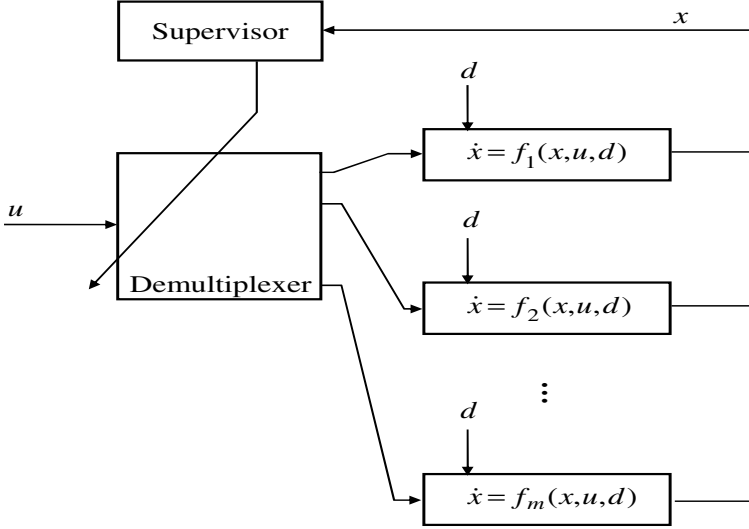 Supervisor
x
d
ẋ = f₁(x,u,d)
u
d
Demultiplexer
ẋ = f₂(x,u,d)
⋮
d
ẋ = fₘ(x,u,d)